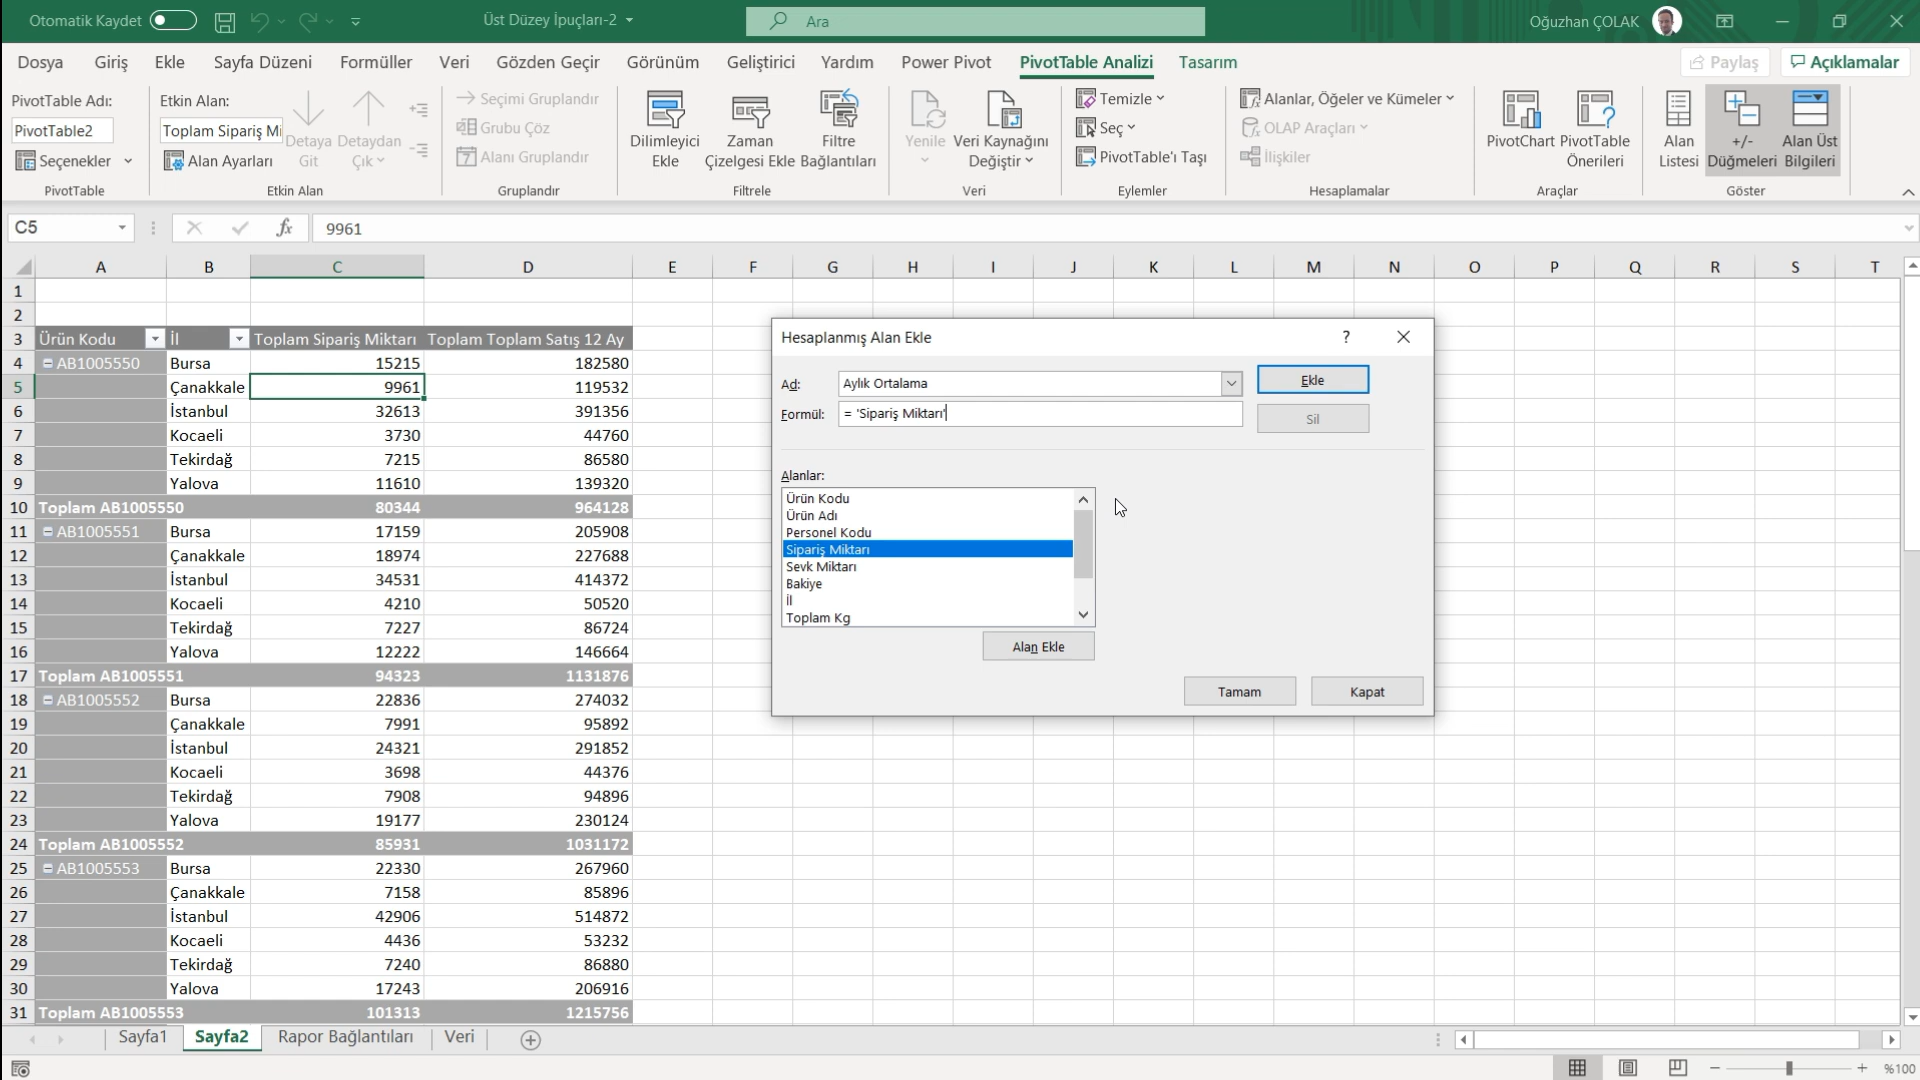 Otomatik Kaydet
Üst Düzey İpuçları-2
Ara
Oğuzhan ÇOLAK
Dosya Giriş Ekle Sayfa Düzeni Formüller Veri Gözden Geçir Görünüm Geliştirici Yardım Power Pivot PivotTable Analizi Tasarım Paylaş Açıklamalar
PivotTable Adı:
PivotTable2
Seçenekler
PivotTable
Etkin Alan:
Toplam Sipariş Mi
Alan Ayarları
Detaya Git
Detaydan Çık
Etkin Alan
Seçimi Gruplandır
Grubu Çöz
Alanı Gruplandır
Gruplandır
Dilimleyici Ekle
Zaman Çizelgesi Ekle
Filtre Bağlantıları
Filtrele
Yenile
Veri Kaynağını Değiştir
Veri
Temizle
Seç
PivotTable'ı Taşı
Eylemler
Alanlar, Öğeler ve Kümeler
OLAP Araçları
İlişkiler
Hesaplamalar
PivotChart
PivotTable Önerileri
Araçlar
Alan Listesi
+/- Düğmeleri
Alan Üst Bilgileri
Göster
C5
fx
9961
A B C D E F G H I J K L M N O P Q R S T
1
2
3 Ürün Kodu İl Toplam Sipariş Miktarı Toplam Toplam Satış 12 Ay
4 AB1005550 Bursa 15215 182580
5 Çanakkale 9961 119532
6 İstanbul 32613 391356
7 Kocaeli 3730 44760
8 Tekirdağ 7215 86580
9 Yalova 11610 139320
10 Toplam AB1005550 80344 964128
11 AB1005551 Bursa 17159 205908
12 Çanakkale 18974 227688
13 İstanbul 34531 414372
14 Kocaeli 4210 50520
15 Tekirdağ 7227 86724
16 Yalova 12222 146664
17 Toplam AB1005551 94323 1131876
18 AB1005552 Bursa 22836 274032
19 Çanakkale 7991 95892
20 İstanbul 24321 291852
21 Kocaeli 3698 44376
22 Tekirdağ 7908 94896
23 Yalova 19177 230124
24 Toplam AB1005552 85931 1031172
25 AB1005553 Bursa 22330 267960
26 Çanakkale 7158 85896
27 İstanbul 42906 514872
28 Kocaeli 4436 53232
29 Tekirdağ 7240 86880
30 Yalova 17243 206916
31 Toplam AB1005553 101313 1215756
Hesaplanmış Alan Ekle
?
Ad: Aylık Ortalama
Ekle
Formül: = 'Sipariş Miktarı'
Sil
Alanlar:
Ürün Kodu
Ürün Adı
Personel Kodu
Sipariş Miktarı
Sevk Miktarı
Bakiye
İl
Toplam Kg
Alan Ekle
Tamam
Kapat
Sayfa1 Sayfa2 Rapor Bağlantıları Veri
%100